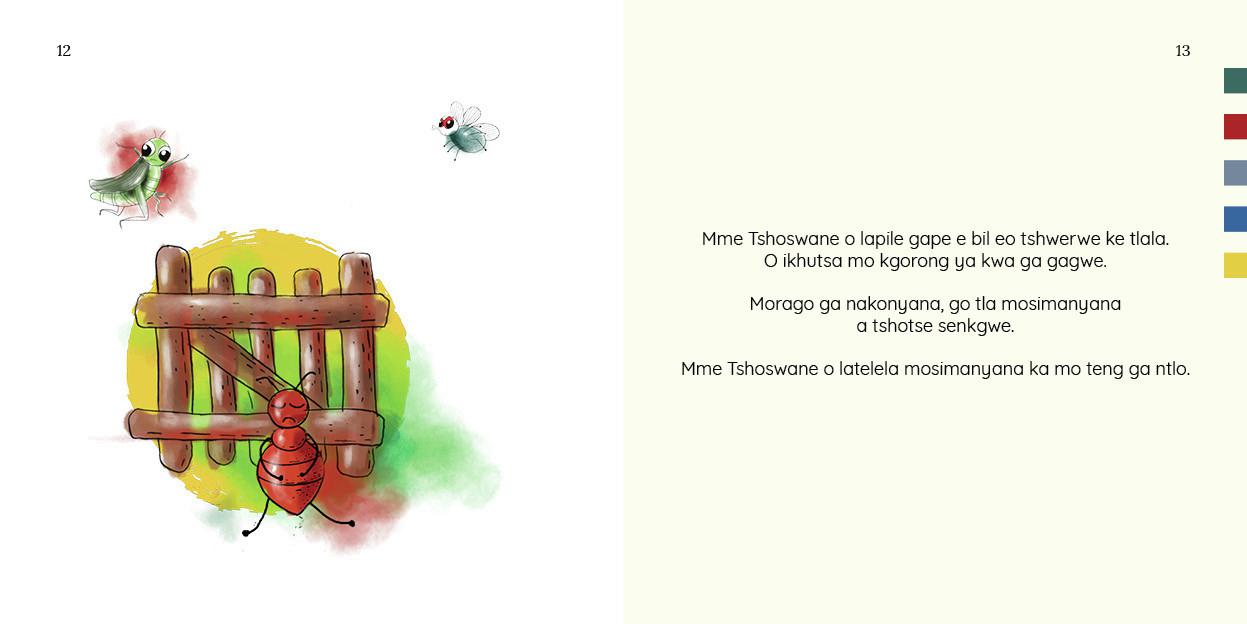 12
13
Mme Tshoswane o lapile gape e bil eo tshwerwe ke tlala.
O ikhutsa mo kgorong ya kwa ga gagwe.
Morago ga nakonyana, go tla mosimanyana
a tshotse senkgwe.
Mme Tshoswane o latelela mosimanyana ka mo teng ga ntlo.